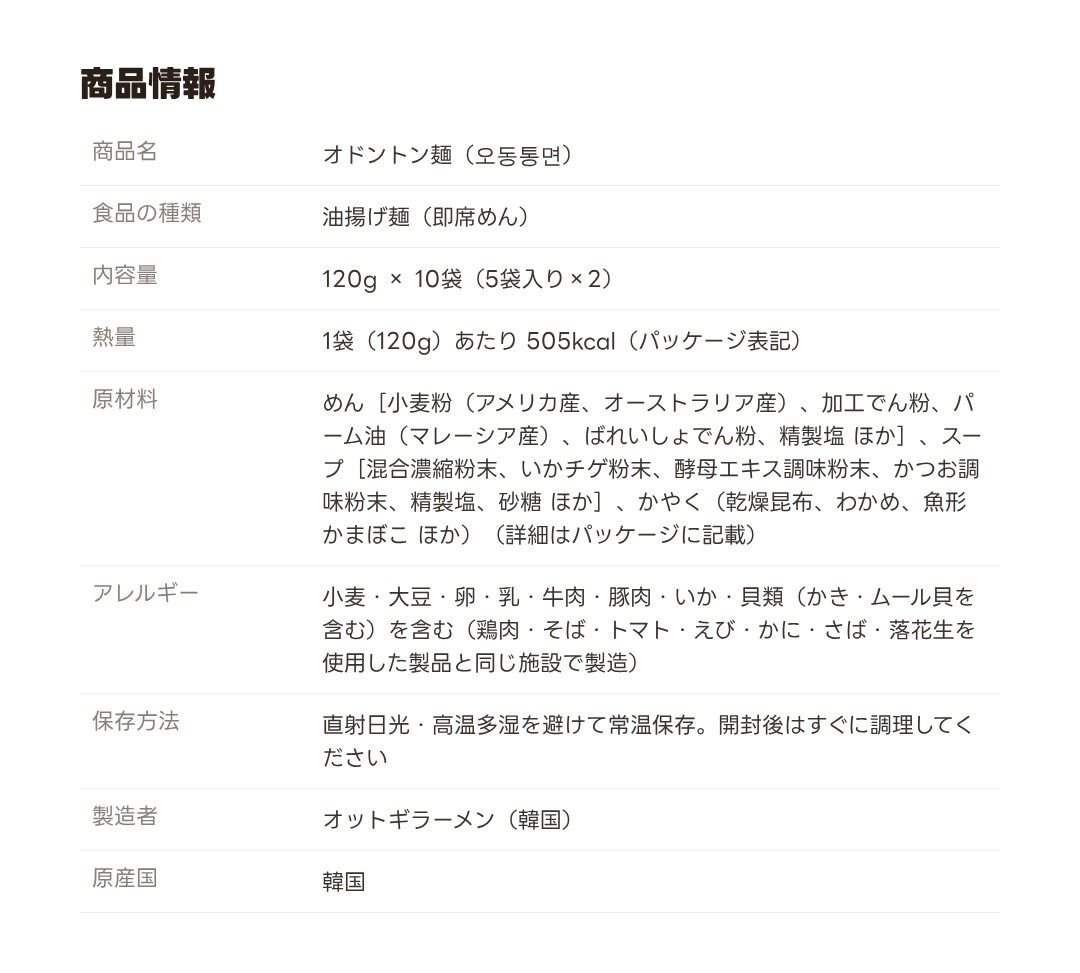 商品情報
商品名
オドントン麺（오동통면）
食品の種類
油揚げ麺（即席めん）
内容量
120g × 10袋（5袋入り×2）
熱量
1袋（120g）あたり 505kcal（パッケージ表記）
原材料
めん［小麦粉（アメリカ産、オーストラリア産）、加工でん粉、パ
ーム油（マレーシア産）、ばれいしょでん粉、精製塩 ほか］、スー
プ［混合濃縮粉末、いかチゲ粉末、酵母エキス調味粉末、かつお調
味粉末、精製塩、砂糖 ほか］、かやく（乾燥昆布、わかめ、魚形
かまぼこ ほか）（詳細はパッケージに記載）
アレルギー
小麦・大豆・卵・乳・牛肉・豚肉・いか・貝類（かき・ムール貝を
含む）を含む（鶏肉・そば・トマト・えび・かに・さば・落花生を
使用した製品と同じ施設で製造）
保存方法
直射日光・高温多湿を避けて常温保存。開封後はすぐに調理してく
ださい
製造者
オットギラーメン（韓国）
原産国
韓国